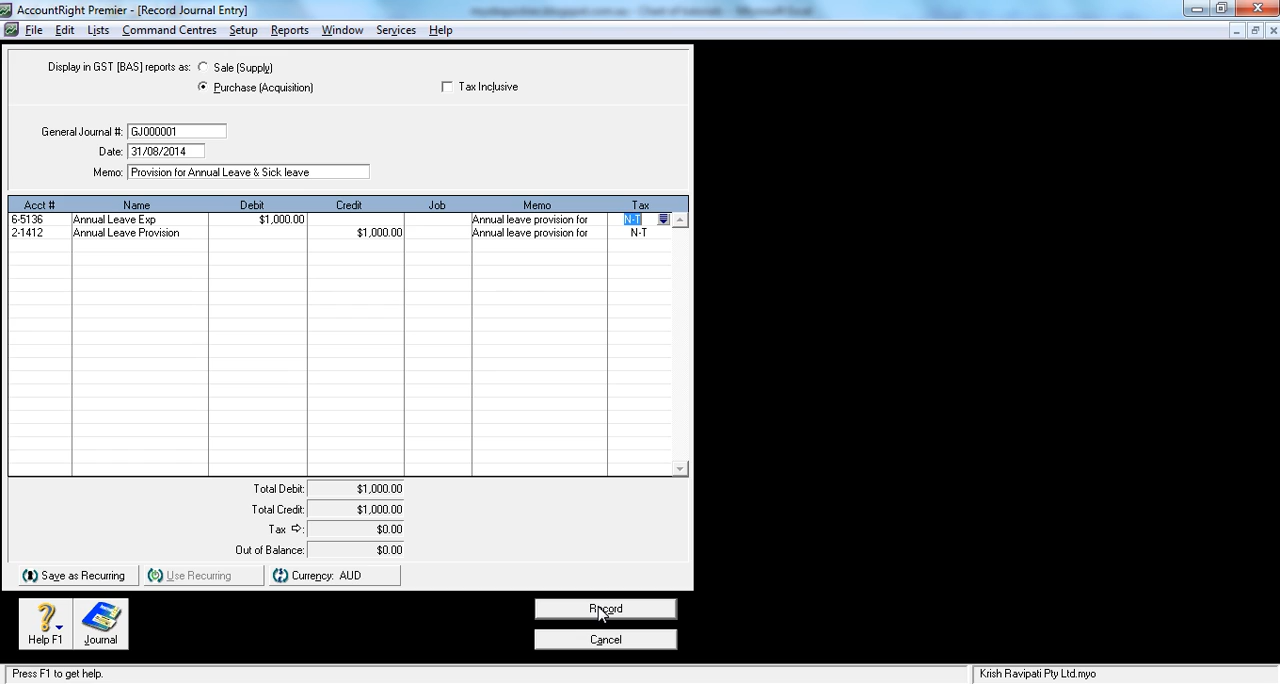 AccountRight Premier - [Record Journal Entry]
File Edit Lists Command Centres Setup Reports Window Services Help
Display in GST [BAS] reports as: Sale (Supply)
Purchase (Acquisition) Tax Inclusive
General Journal #: GJ000001
Date: 31/08/2014
Memo: Provision for Annual Leave & Sick leave
Acct # Name Debit Credit Job Memo Tax
6-5136 Annual Leave Exp $1,000.00 Annual leave provision for N-T
2-1412 Annual Leave Provision $1,000.00 Annual leave provision for N-T
Total Debit: $1,000.00
Total Credit: $1,000.00
Tax ⇨: $0.00
Out of Balance: $0.00
Save as Recurring Use Recurring Currency: AUD
Record
Help F1 Journal
Cancel
Press F1 to get help. Krish Ravipati Pty Ltd.myo